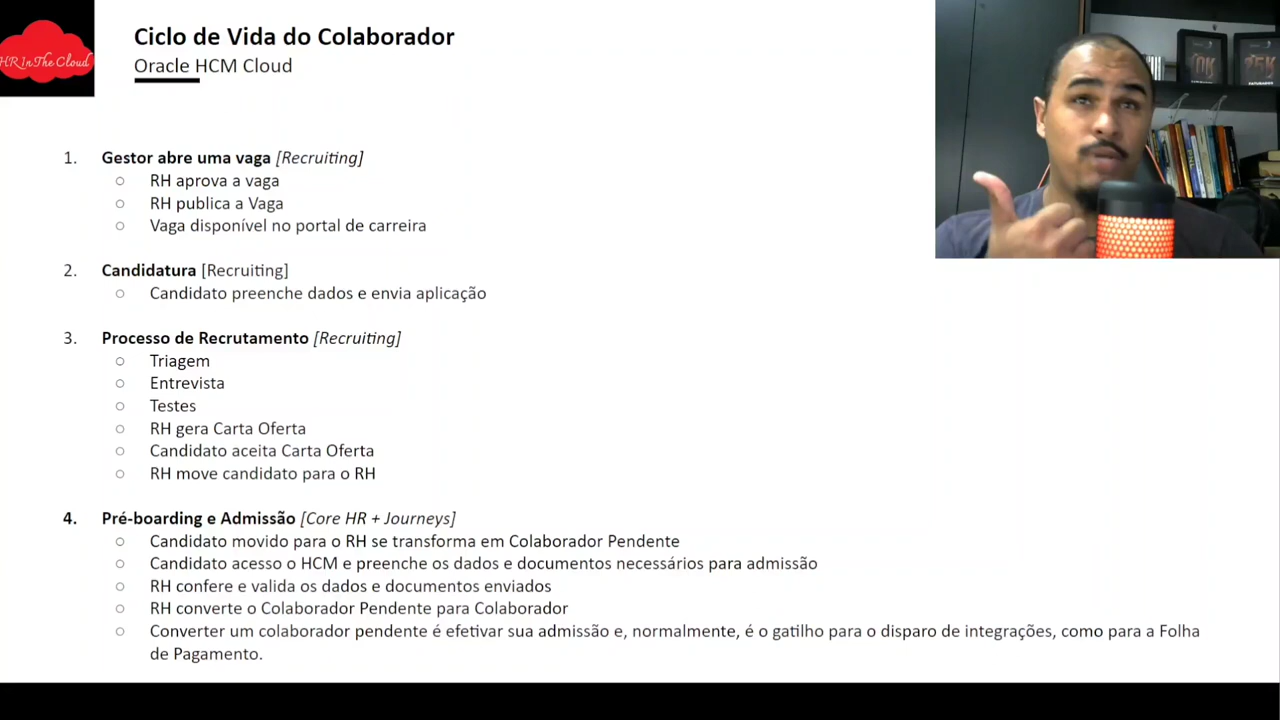 HR InThe Cloud
Ciclo de Vida do Colaborador
Oracle HCM Cloud
1. Gestor abre uma vaga [Recruiting]
○ RH aprova a vaga
○ RH publica a Vaga
○ Vaga disponível no portal de carreira
2. Candidatura [Recruiting]
○ Candidato preenche dados e envia aplicação
3. Processo de Recrutamento [Recruiting]
○ Triagem
○ Entrevista
○ Testes
○ RH gera Carta Oferta
○ Candidato aceita Carta Oferta
○ RH move candidato para o RH
4. Pré-boarding e Admissão [Core HR + Journeys]
○ Candidato movido para o RH se transforma em Colaborador Pendente
○ Candidato acesso o HCM e preenche os dados e documentos necessários para admissão
○ RH confere e valida os dados e documentos enviados
○ RH converte o Colaborador Pendente para Colaborador
○ Converter um colaborador pendente é efetivar sua admissão e, normalmente, é o gatilho para o disparo de integrações, como para a Folha
de Pagamento.